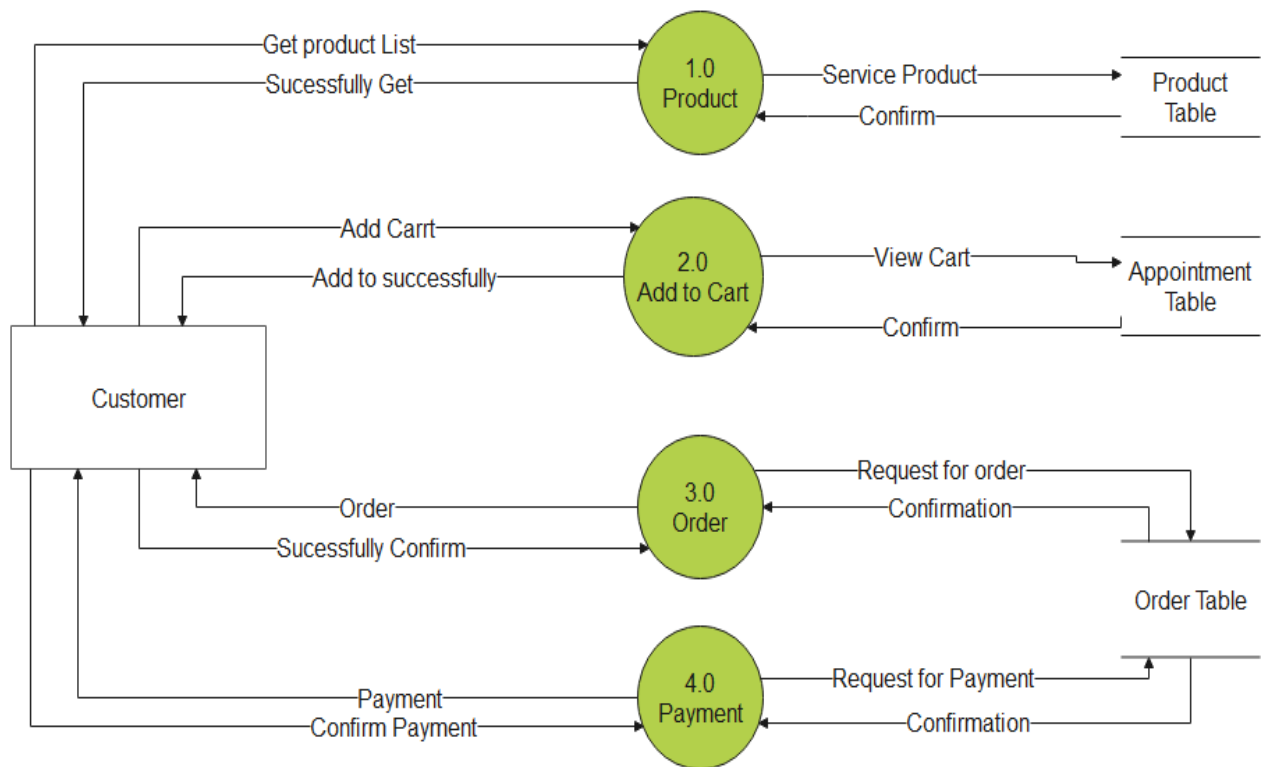 Get product List
Sucessfully Get
1.0
Product
Service Product
Confirm
Product
Table
Add Carrt
Add to successfully
2.0
Add to Cart
View Cart
Confirm
Appointment
Table
Customer
Order
Sucessfully Confirm
3.0
Order
Request for order
Confirmation
Order Table
Payment
Confirm Payment
4.0
Payment
Request for Payment
Confirmation